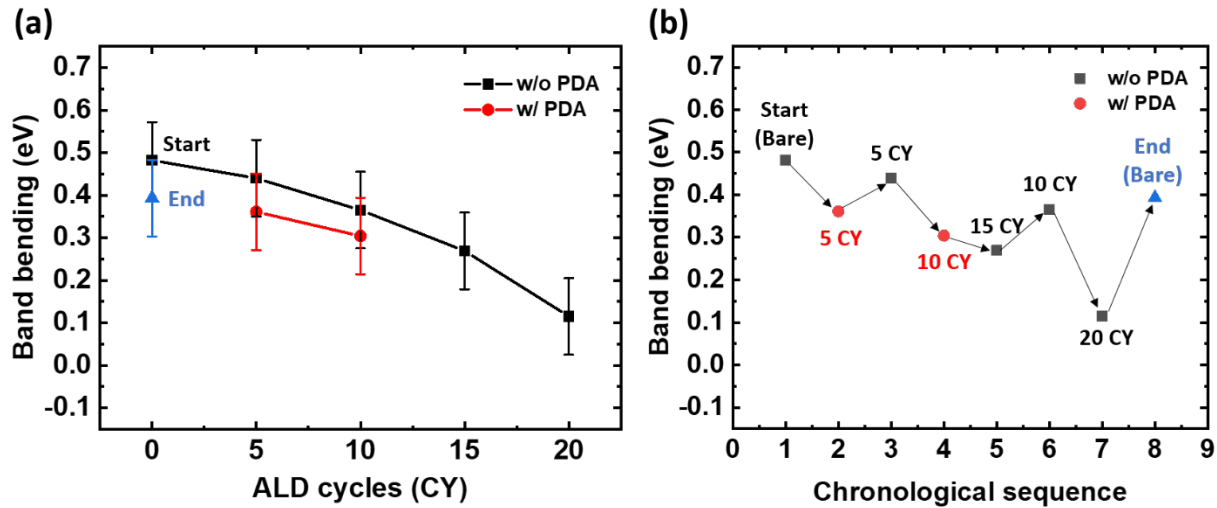 (a)
Band bending (eV)
0.7
0.6
0.5
0.4
0.3
0.2
0.1
0.0
-0.1
w/o PDA
w/ PDA
Start
End
0 5 10 15 20
ALD cycles (CY)
(b)
Band bending (eV)
0.7
0.6
0.5
0.4
0.3
0.2
0.1
0.0
-0.1
w/o PDA
w/ PDA
Start
(Bare)
5 CY
5 CY
10 CY
15 CY
10 CY
20 CY
End
(Bare)
0 1 2 3 4 5 6 7 8 9
Chronological sequence